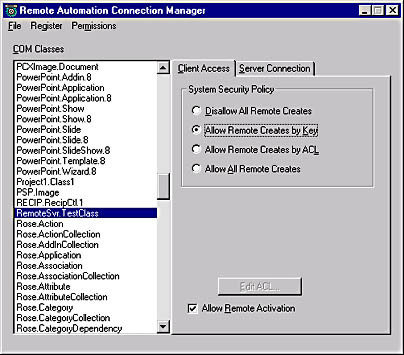 Remote Automation Connection Manager
File Register Permissions
COM Classes
PCXImage.Document
PowerPoint.Addin.8
PowerPoint.Application
PowerPoint.Application.8
PowerPoint.Show
PowerPoint.Show.8
PowerPoint.Slide
PowerPoint.Slide.8
PowerPoint.SlideShow.8
PowerPoint.Template.8
PowerPoint.Wizard.8
Project1.Class1
PSP.Image
RECIP.RecipCtl.1
RemoteSvr.TestClass
Rose.Action
Rose.ActionCollection
Rose.AddInCollection
Rose.Application
Rose.Association
Rose.AssociationCollection
Rose.Attribute
Rose.AttributeCollection
Rose.Category
Rose.CategoryCollection
Rose.CategoryDependency
Client Access Server Connection
System Security Policy
Disallow All Remote Creates
Allow Remote Creates by Key
Allow Remote Creates by ACL
Allow All Remote Creates
Edit ACL...
Allow Remote Activation